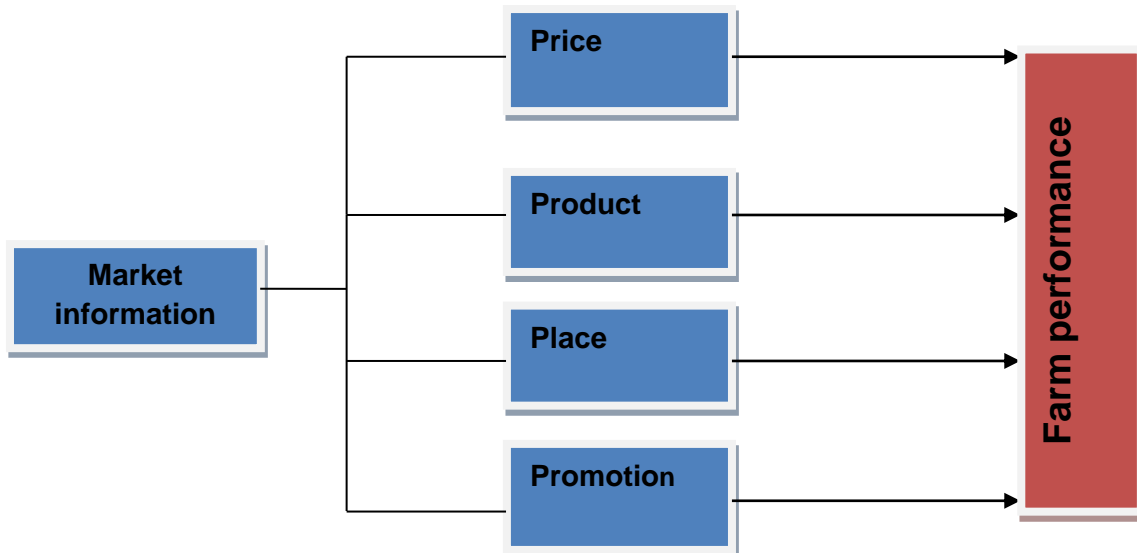 Price
Product
Market
information
Place
Promotion
Farm performance